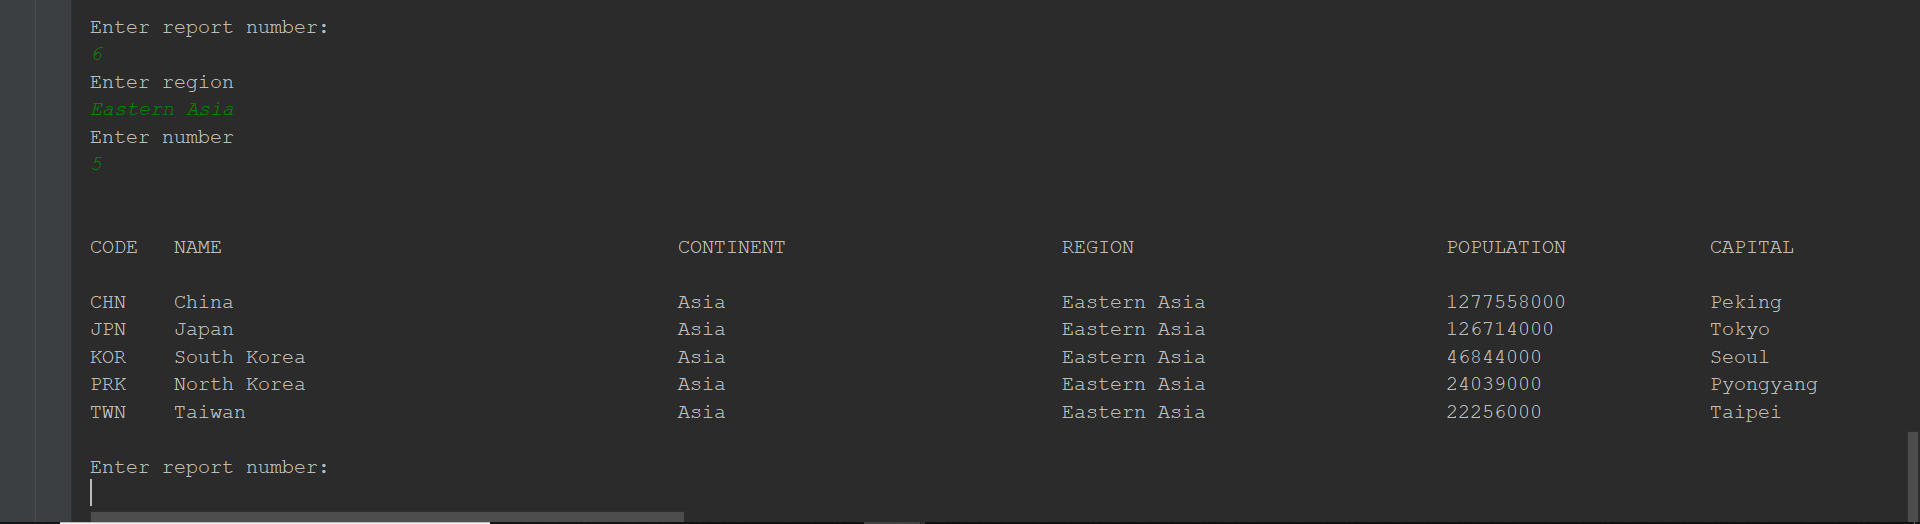 Enter report number:
6
Enter region
Eastern Asia
Enter number
5
CODE NAME CONTINENT REGION POPULATION CAPITAL
CHN China Asia Eastern Asia 1277558000 Peking
JPN Japan Asia Eastern Asia 126714000 Tokyo
KOR South Korea Asia Eastern Asia 46844000 Seoul
PRK North Korea Asia Eastern Asia 24039000 Pyongyang
TWN Taiwan Asia Eastern Asia 22256000 Taipei
Enter report number: